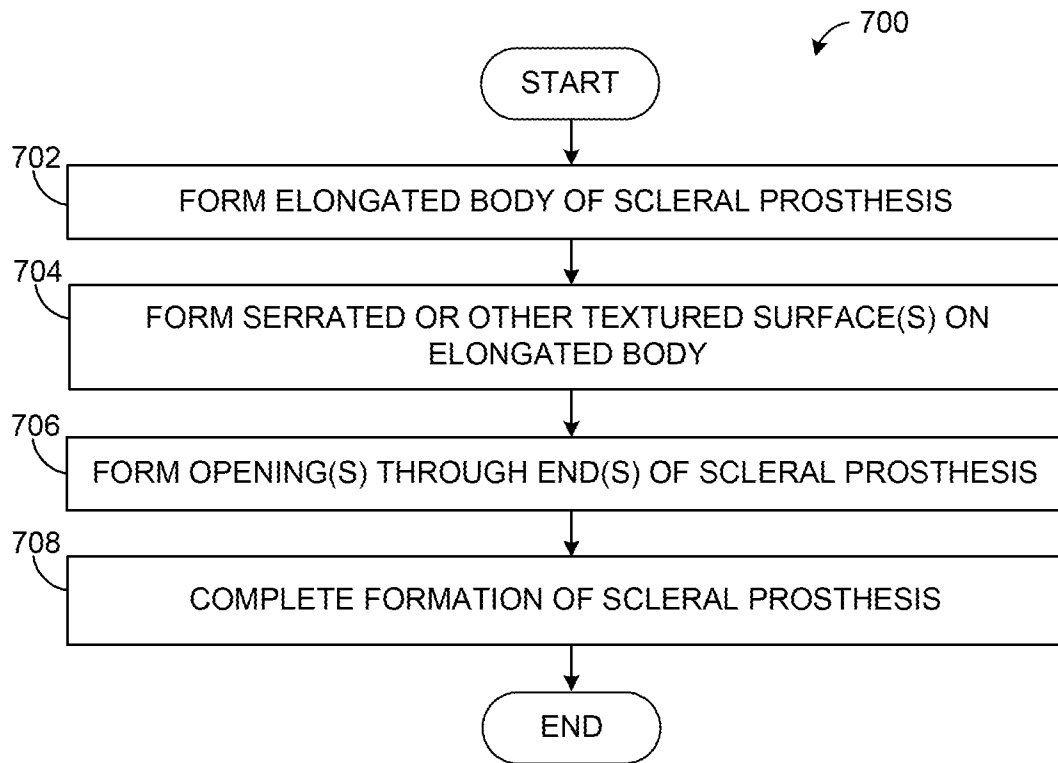 700
START
702
FORM ELONGATED BODY OF SCLERAL PROSTHESIS
704
FORM SERRATED OR OTHER TEXTURED SURFACE(S) ON
ELONGATED BODY
706
FORM OPENING(S) THROUGH END(S) OF SCLERAL PROSTHESIS
708
COMPLETE FORMATION OF SCLERAL PROSTHESIS
END